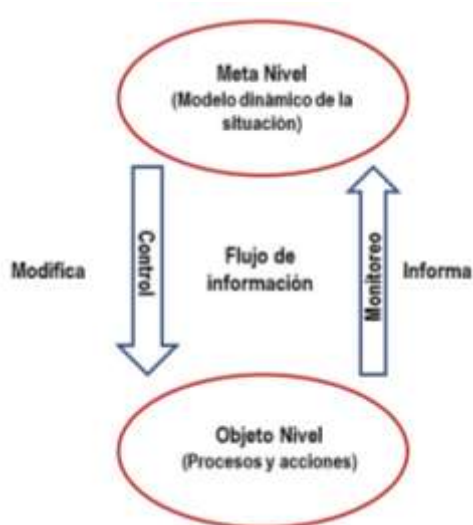 Meta Nivel
(Modelo dinámico de la
situación)
Modifica
Control
Flujo de
información
Monitoreo
Informa
Objeto Nivel
(Procesos y acciones)